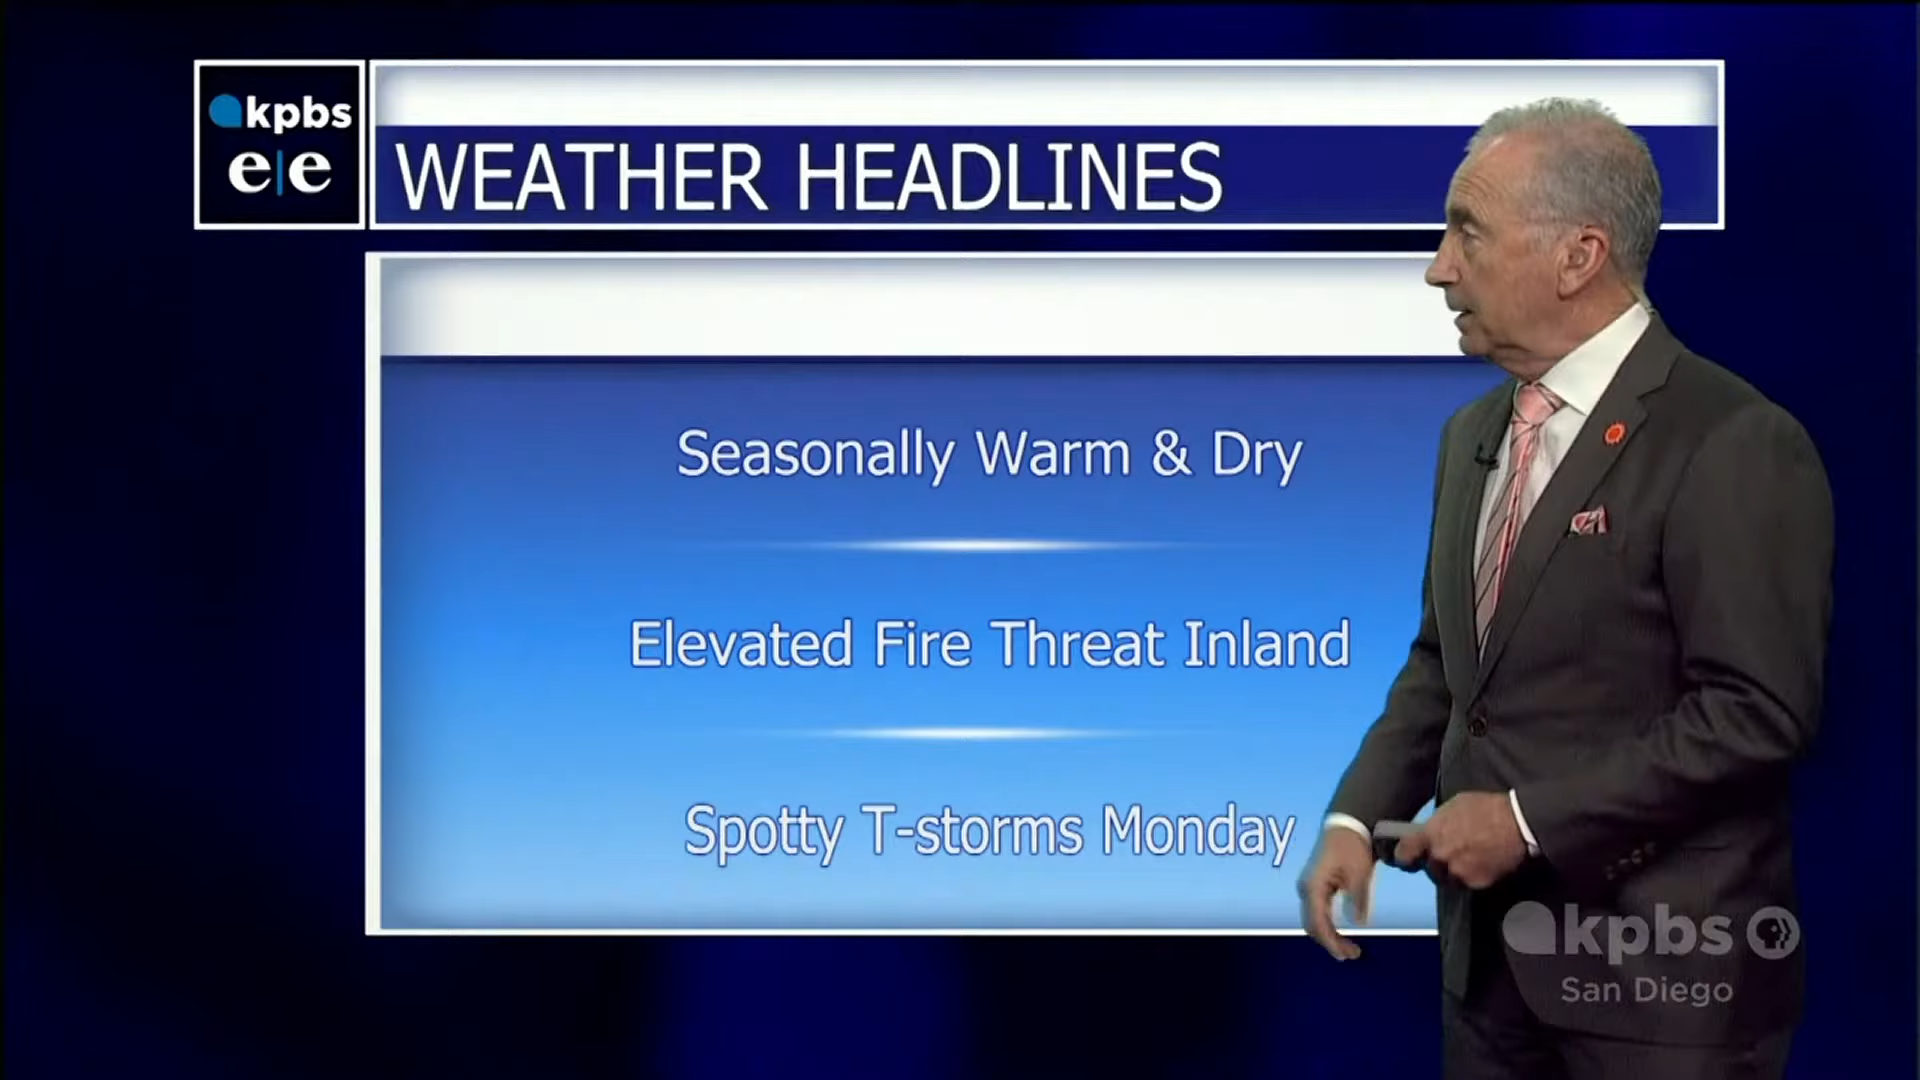 kpbs
e|e
WEATHER HEADLINES
Seasonally Warm & Dry
Elevated Fire Threat Inland
Spotty T-storms Monday
kpbs
San Diego